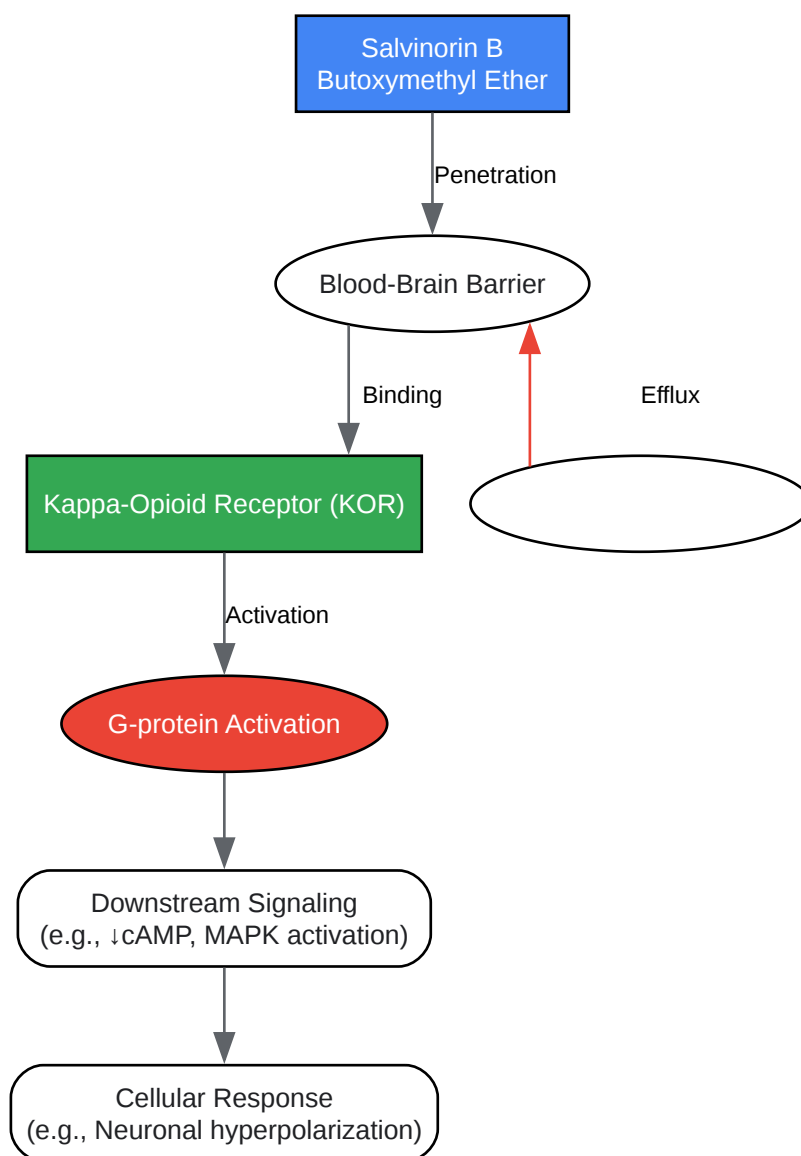 Salvinorin B
Butoxymethyl Ether
Penetration
Blood-Brain Barrier
Binding
Efflux
Kappa-Opioid Receptor (KOR)
Activation
G-protein Activation
Downstream Signaling
(e.g., ↓cAMP, MAPK activation)
Cellular Response
(e.g., Neuronal hyperpolarization)